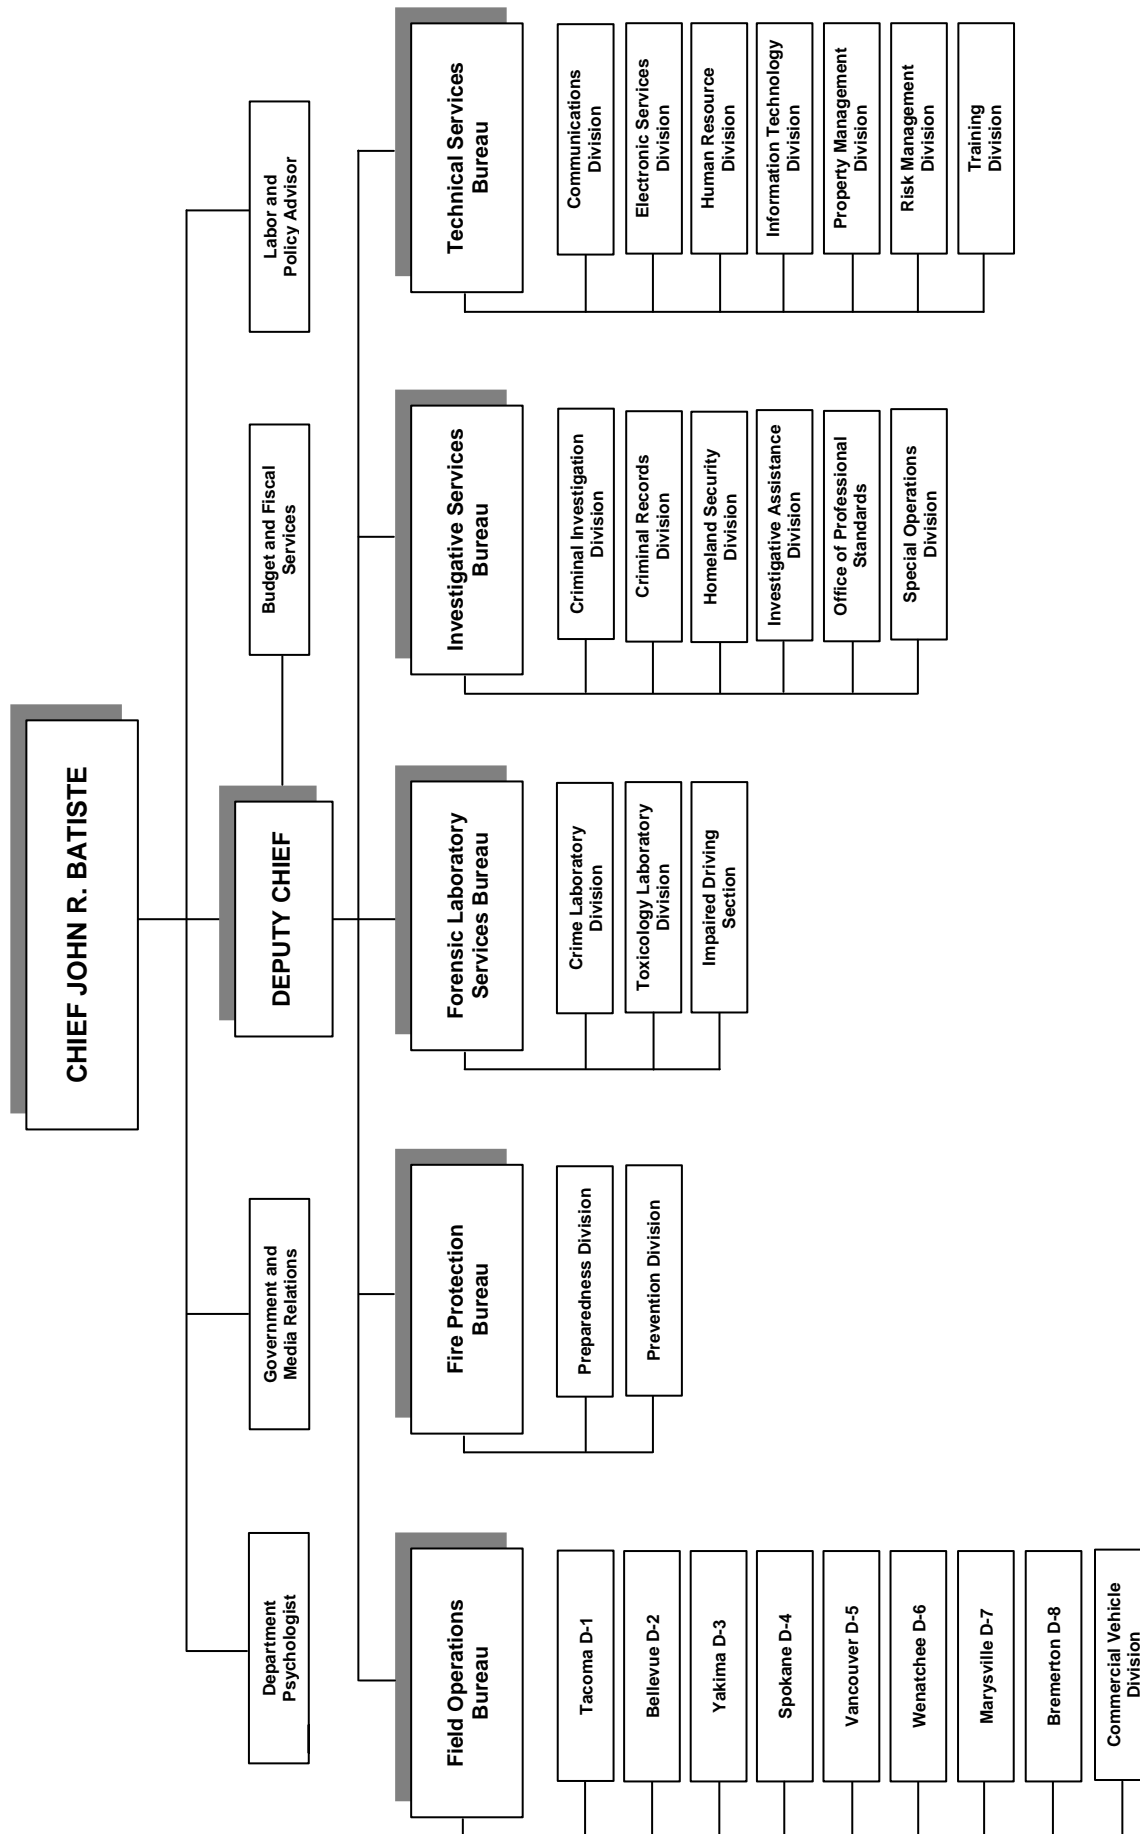 CHIEF JOHN R. BATISTE
Department
Psychologist
Government and
Media Relations
Labor and
Policy Advisor
DEPUTY CHIEF
Budget and Fiscal
Services
Field Operations
Bureau
Tacoma D-1
Bellevue D-2
Yakima D-3
Spokane D-4
Vancouver D-5
Wenatchee D-6
Marysville D-7
Bremerton D-8
Commercial Vehicle
Division
Fire Protection
Bureau
Preparedness Division
Prevention Division
Forensic Laboratory
Services Bureau
Crime Laboratory
Division
Toxicology Laboratory
Division
Impaired Driving
Section
Investigative Services
Bureau
Criminal Investigation
Division
Criminal Records
Division
Homeland Security
Division
Investigative Assistance
Division
Office of Professional
Standards
Special Operations
Division
Technical Services
Bureau
Communications
Division
Electronic Services
Division
Human Resource
Division
Information Technology
Division
Property Management
Division
Risk Management
Division
Training
Division